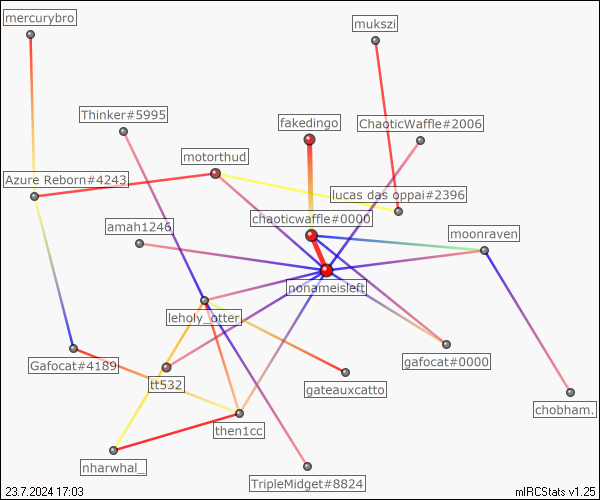 mercurybro
mukszi
Thinker#5995
fakedingo
ChaoticWaffle#2006
motorthud
Azure Reborn#4243
lucas das oppai#2396
chaoticwaffle#0000
amah1246
moonraven
nonameisleft
leholy_otter
Gafocat#4189
gafocat#0000
tt532
gateauxcatto
chobham.
then1cc
nharwhal_
TripleMidget#8824
23.7.2024 17:03
mIRCStats v1.25